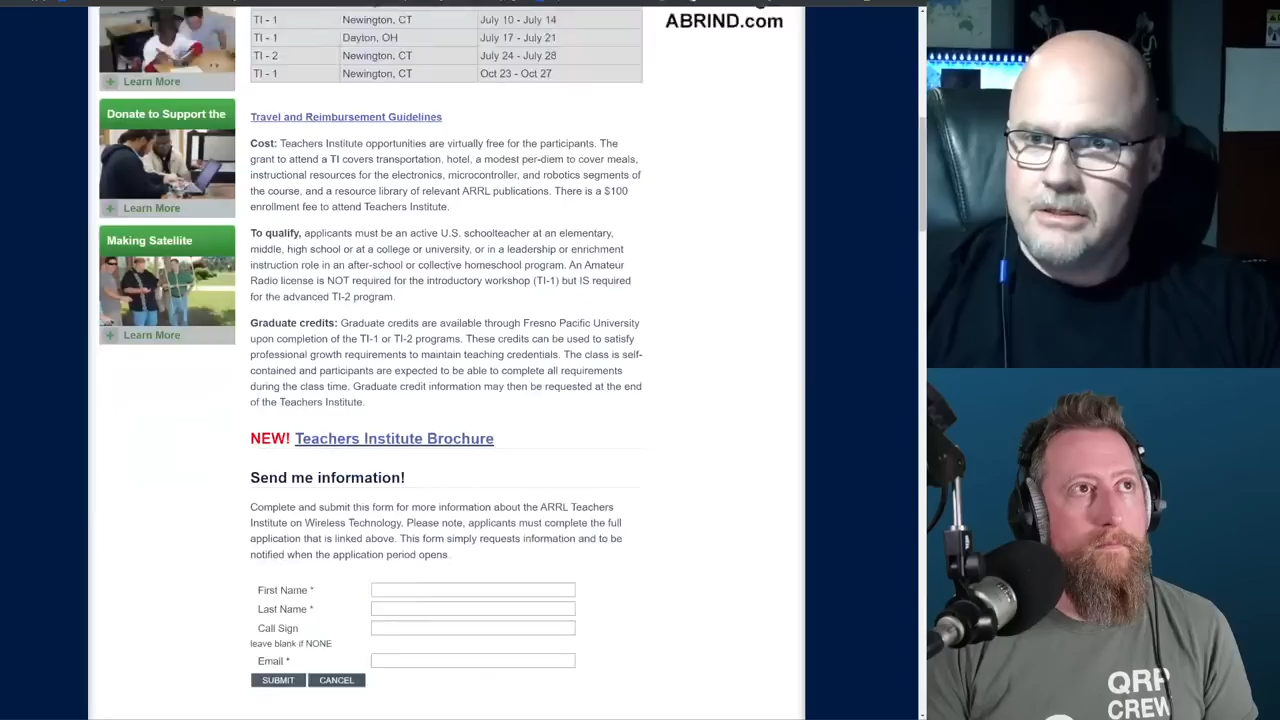 TI - 1 Newington, CT July 10 - July 14
TI - 1 Dayton, OH July 17 - July 21
TI - 2 Newington, CT July 24 - July 28
TI - 1 Newington, CT Oct 23 - Oct 27
ABRIND.com
Learn More
Donate to Support the
Learn More
Making Satellite
Learn More
Travel and Reimbursement Guidelines
Cost: Teachers Institute opportunities are virtually free for the participants. The
grant to attend a TI covers transportation, hotel, a modest per-diem to cover meals,
instructional resources for the electronics, microcontroller, and robotics segments of
the course, and a resource library of relevant ARRL publications. There is a $100
enrollment fee to attend Teachers Institute.
To qualify, applicants must be an active U.S. schoolteacher at an elementary,
middle, high school or at a college or university, or in a leadership or enrichment
instruction role in an after-school or collective homeschool program. An Amateur
Radio license is NOT required for the introductory workshop (TI-1) but IS required
for the advanced TI-2 program.
Graduate credits: Graduate credits are available through Fresno Pacific University
upon completion of the TI-1 or TI-2 programs. These credits can be used to satisfy
professional growth requirements to maintain teaching credentials. The class is self-
contained and participants are expected to be able to complete all requirements
during the class time. Graduate credit information may then be requested at the end
of the Teachers Institute.
NEW! Teachers Institute Brochure
Send me information!
Complete and submit this form for more information about the ARRL Teachers
Institute on Wireless Technology. Please note, applicants must complete the full
application that is linked above. This form simply requests information and to be
notified when the application period opens.
First Name *
Last Name *
Call Sign
leave blank if NONE
Email *
SUBMIT CANCEL
QRP
CREW